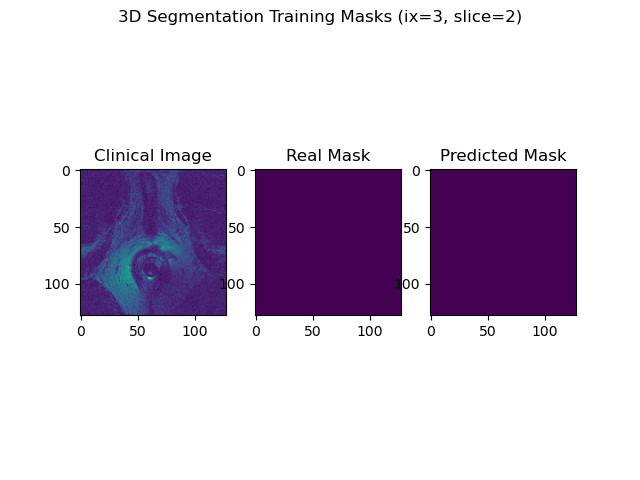 3D Segmentation Training Masks (ix=3, slice=2)
Clinical Image Real Mask Predicted Mask
0 0 0
50 50 50
100 100 100
0 50 100 0 50 100 0 50 100